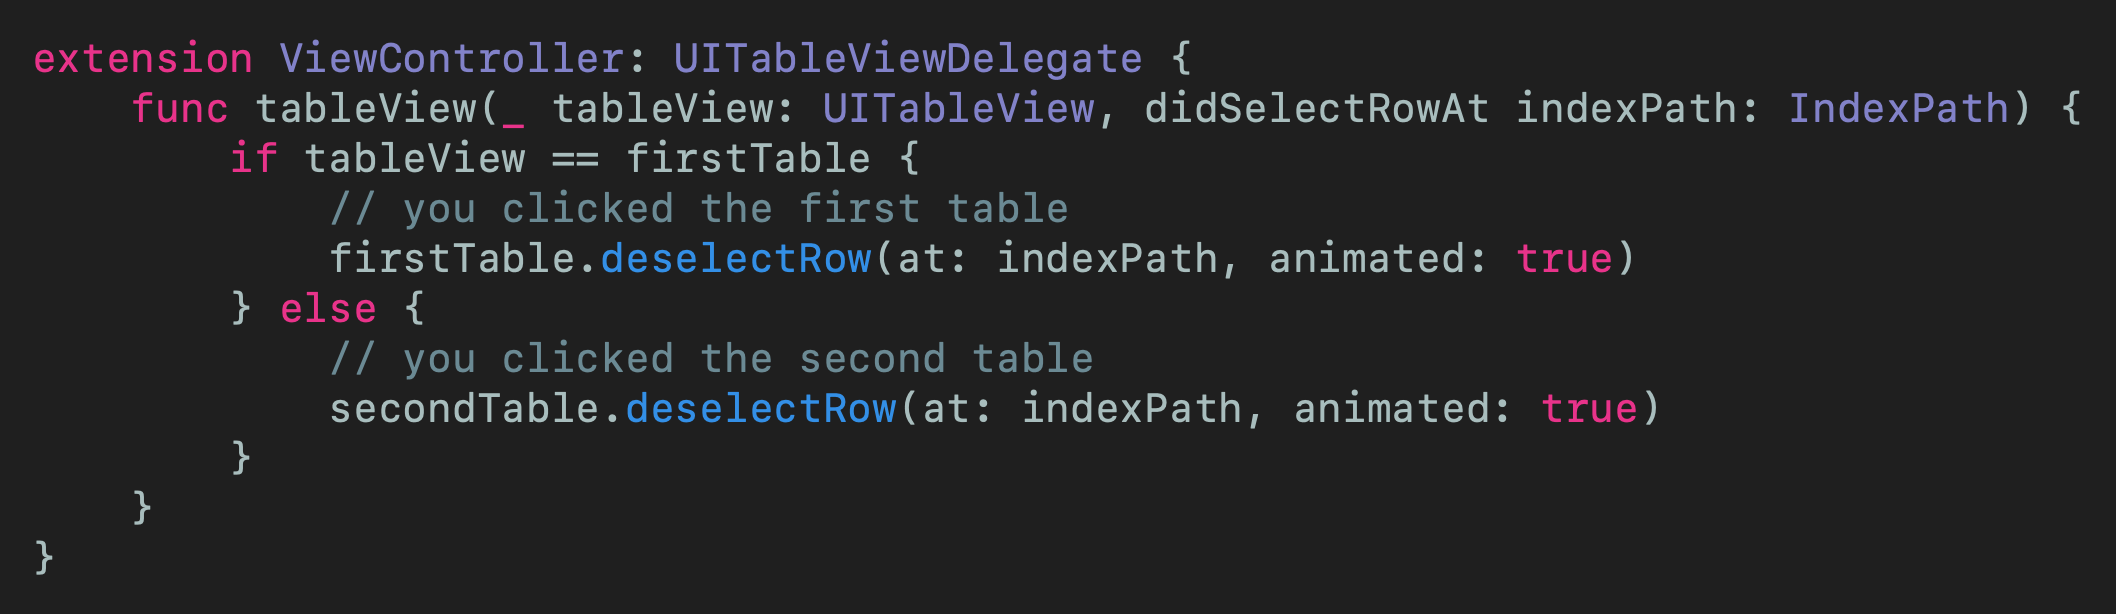 extension ViewController: UITableViewDelegate {
    func tableView(_ tableView: UITableView, didSelectRowAt indexPath: IndexPath) {
        if tableView == firstTable {
            // you clicked the first table
            firstTable.deselectRow(at: indexPath, animated: true)
        } else {
            // you clicked the second table
            secondTable.deselectRow(at: indexPath, animated: true)
        }
    }
}